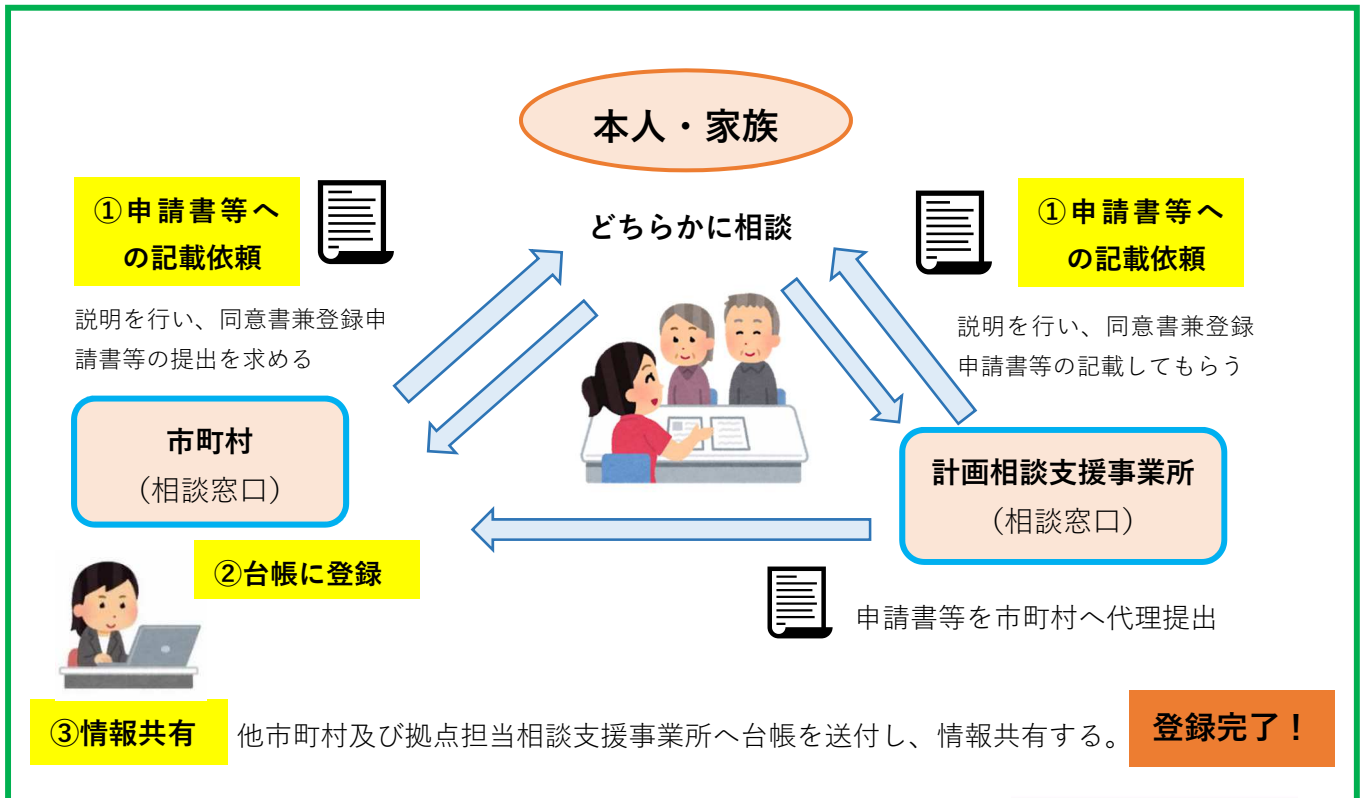 本人・家族
どちらかに相談
①申請書等へ
の記載依頼
説明を行い、同意書兼登録申
請書等の提出を求める
市町村
（相談窓口）
①申請書等へ
の記載依頼
説明を行い、同意書兼登録
申請書等の記載してもらう
計画相談支援事業所
（相談窓口）
申請書等を市町村へ代理提出
②台帳に登録
③情報共有
他市町村及び拠点担当相談支援事業所へ台帳を送付し、情報共有する。
登録完了！